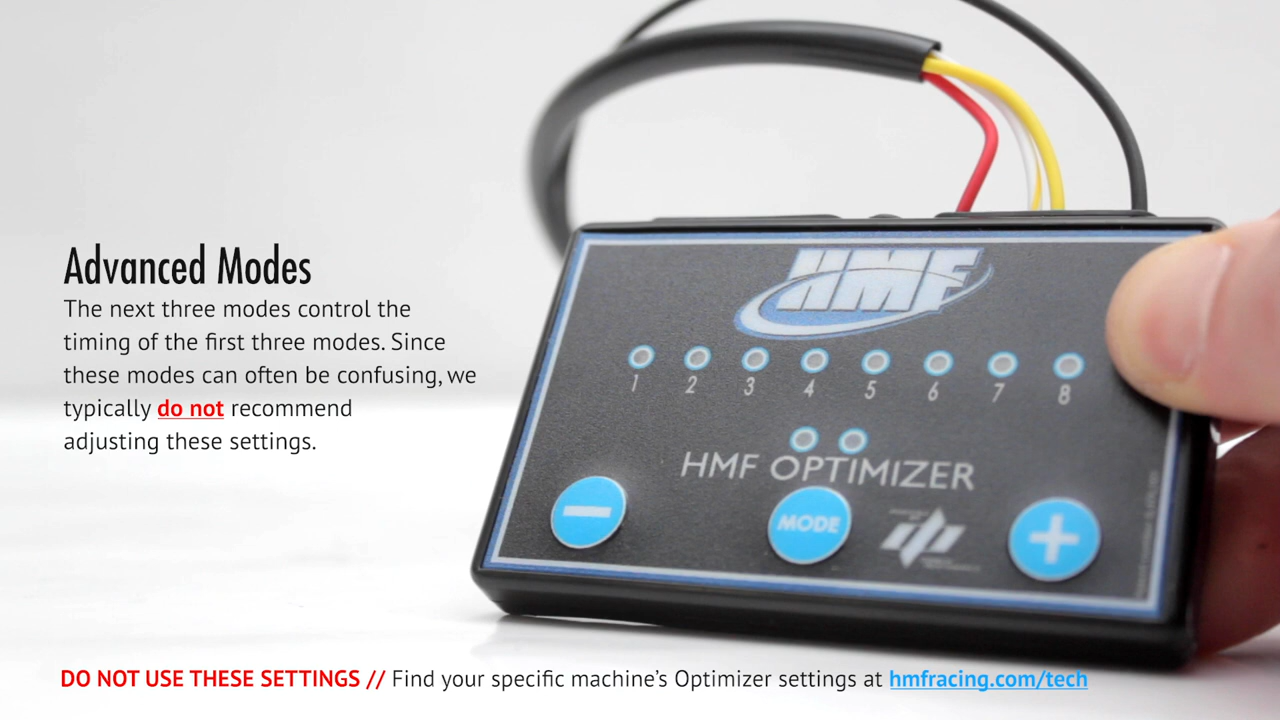 Advanced Modes
The next three modes control the
timing of the first three modes. Since
these modes can often be confusing, we
typically do not recommend
adjusting these settings.
HMF
1 2 3 4 5 6 7 8
HMF OPTIMIZER
MODE
DO NOT USE THESE SETTINGS // Find your specific machine's Optimizer settings at hmfracing.com/tech